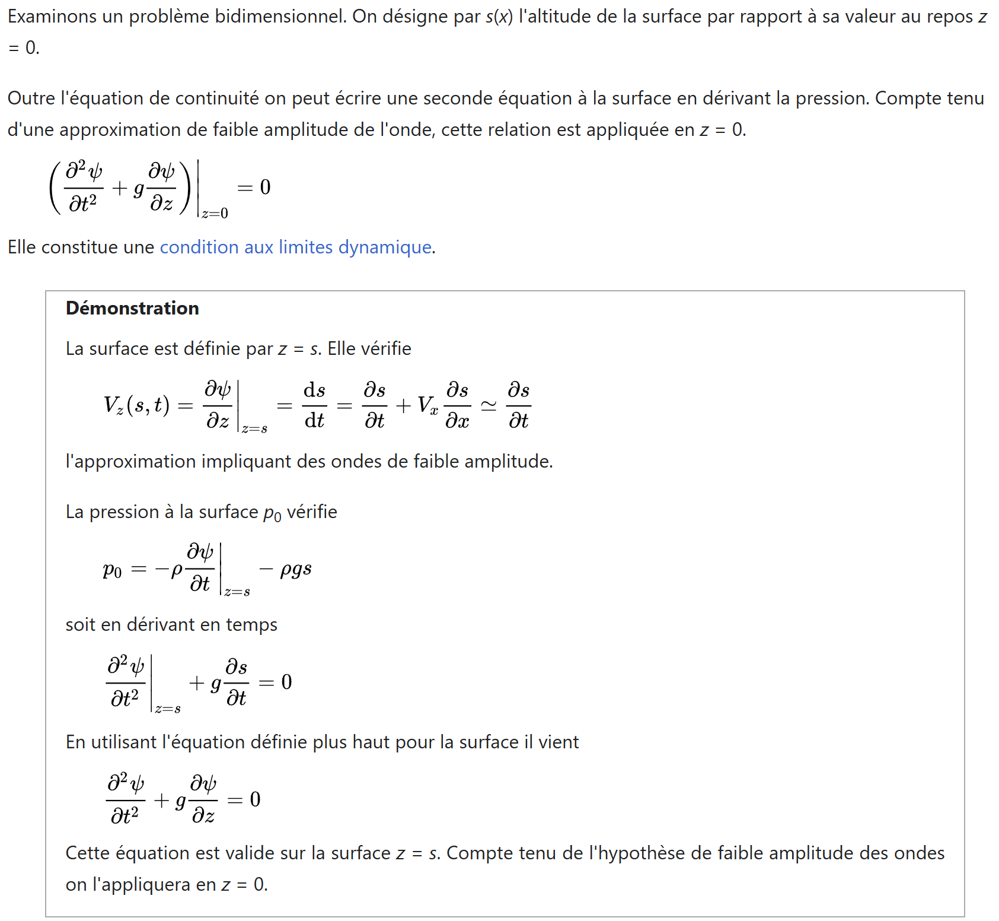 Examinons un problème bidimensionnel. On désigne par s(x) l'altitude de la surface par rapport à sa valeur au repos z
= 0.
Outre l'équation de continuité on peut écrire une seconde équation à la surface en dérivant la pression. Compte tenu
d'une approximation de faible amplitude de l'onde, cette relation est appliquée en z = 0.
$\left( \frac{\partial^2 \psi}{\partial t^2} + g \frac{\partial \psi}{\partial z} \right) \bigg|_{z=0} = 0$
Elle constitue une condition aux limites dynamique.
Démonstration
La surface est définie par z = s. Elle vérifie
$V_z(s, t) = \frac{\partial \psi}{\partial z} \bigg|_{z=s} = \frac{\mathrm{d}s}{\mathrm{d}t} = \frac{\partial s}{\partial t} + V_x \frac{\partial s}{\partial x} \simeq \frac{\partial s}{\partial t}$
l'approximation impliquant des ondes de faible amplitude.
La pression à la surface $p_0$ vérifie
$p_0 = -\rho \frac{\partial \psi}{\partial t} \bigg|_{z=s} - \rho g s$
soit en dérivant en temps
$\frac{\partial^2 \psi}{\partial t^2} \bigg|_{z=s} + g \frac{\partial s}{\partial t} = 0$
En utilisant l'équation définie plus haut pour la surface il vient
$\frac{\partial^2 \psi}{\partial t^2} + g \frac{\partial \psi}{\partial z} = 0$
Cette équation est valide sur la surface z = s. Compte tenu de l'hypothèse de faible amplitude des ondes
on l'appliquera en z = 0.